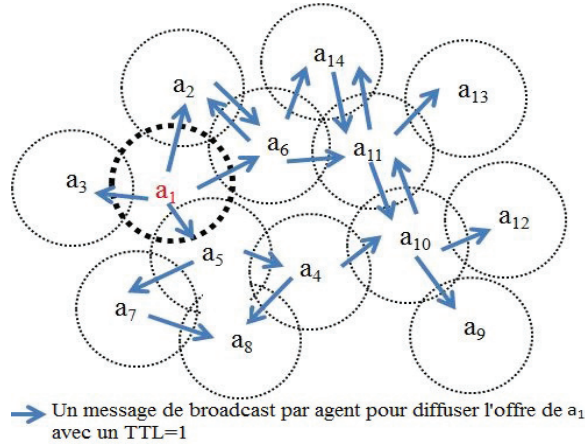 a14
a2
a13
a6
a11
a3
a1
a12
a10
a5
a4
a7
a8
a9
Un message de broadcast par agent pour diffuser l'offre de a1
avec un TTL=1